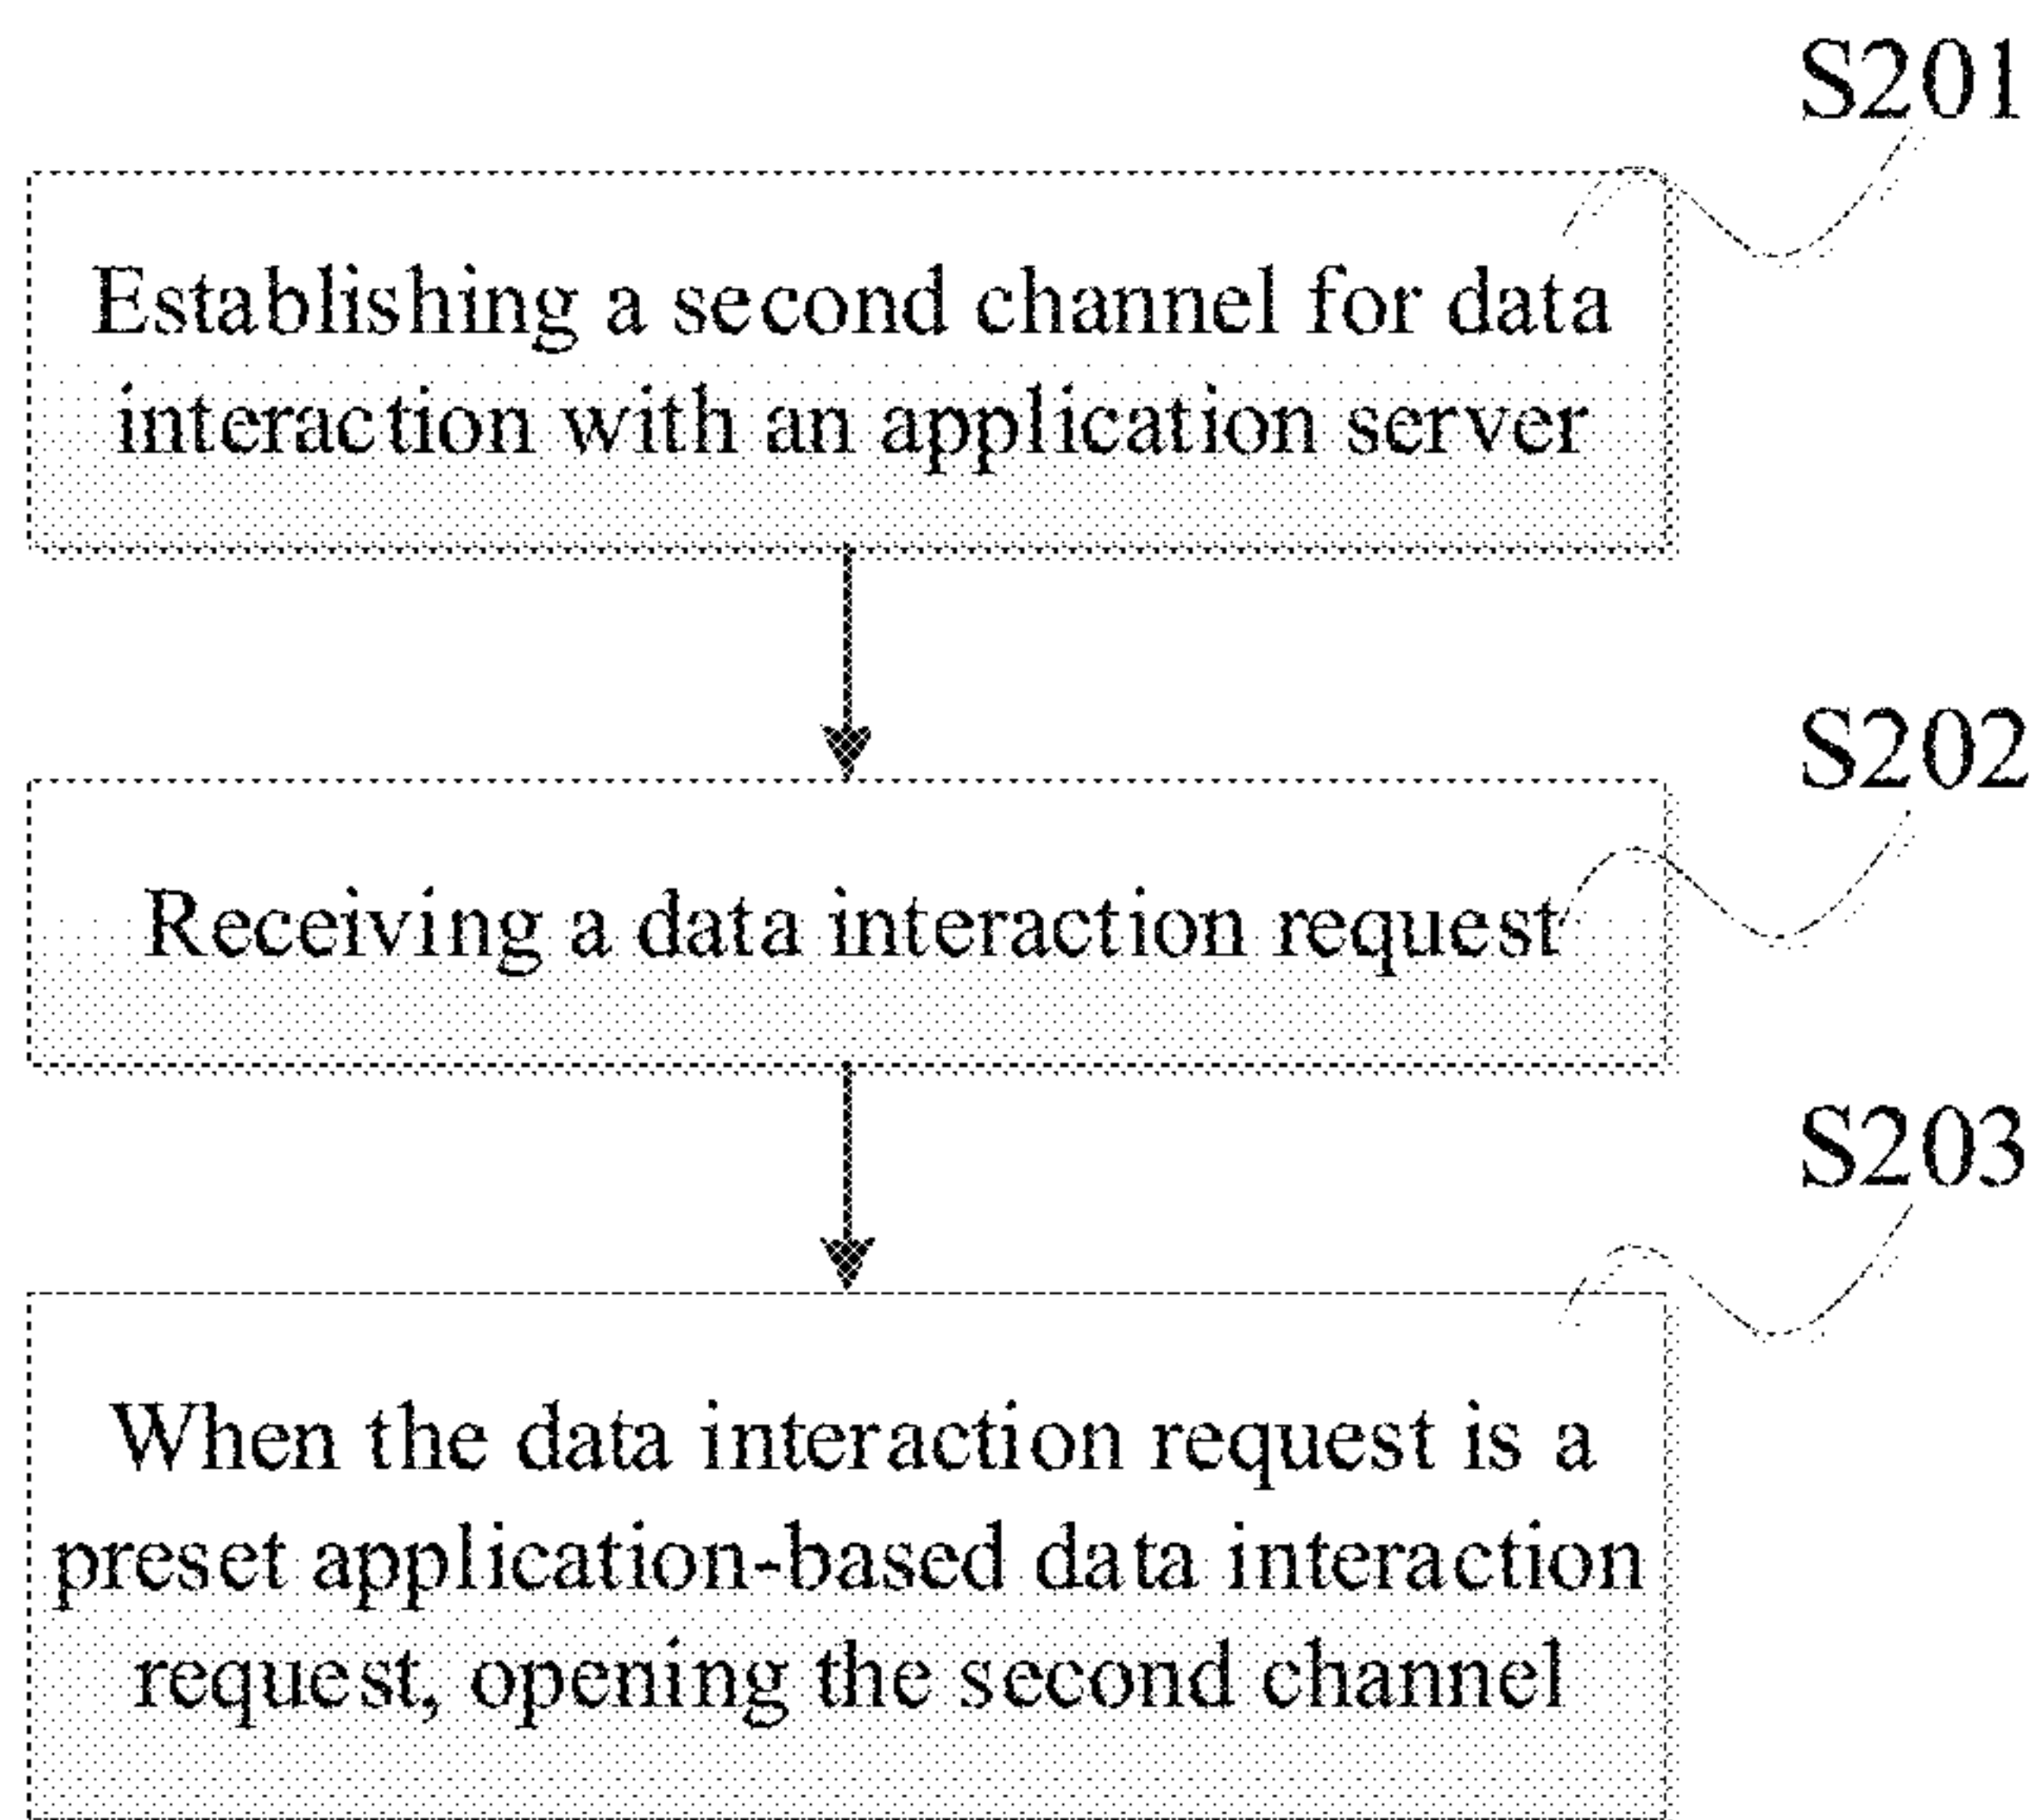 S201
Establishing a second channel for data
interaction with an application server
S202
Receiving a data interaction request
S203
When the data interaction request is a
preset application-based data interaction
request, opening the second channel